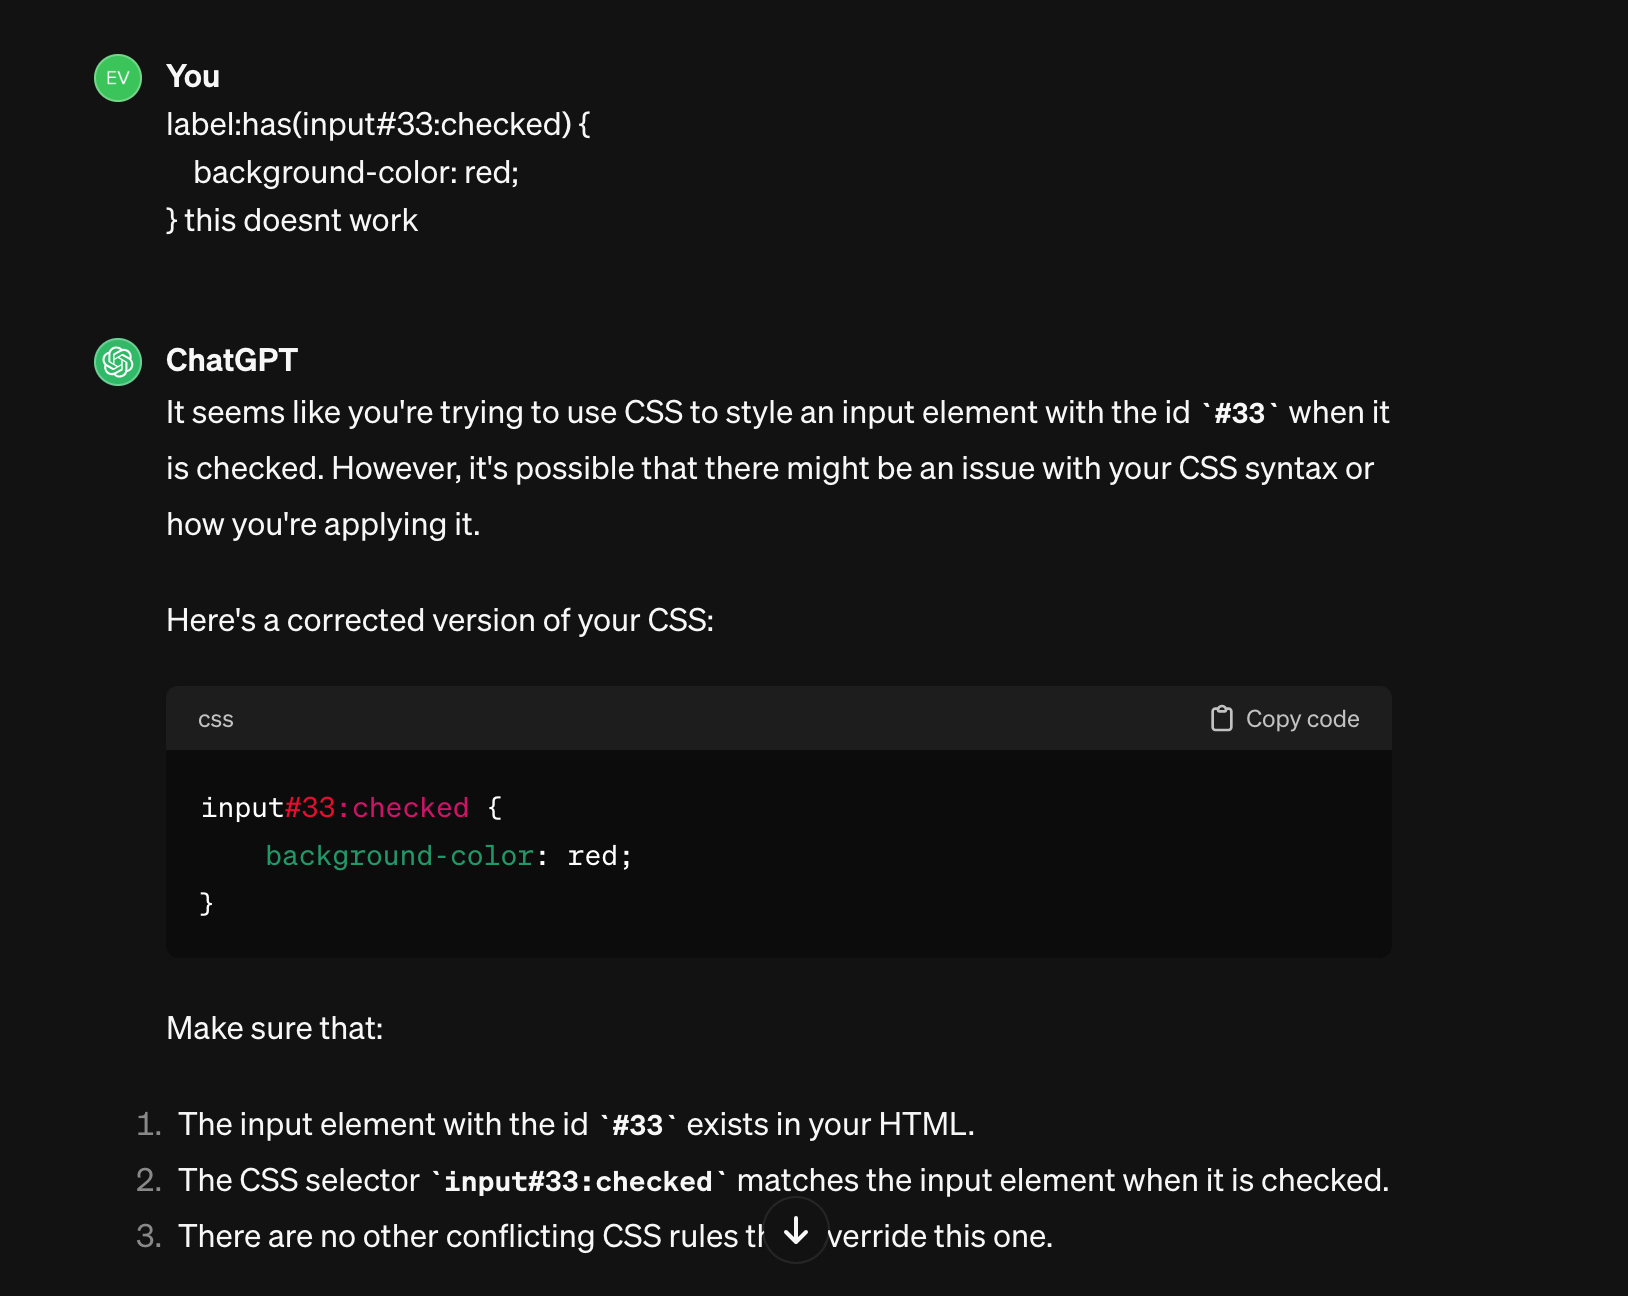 EV
You
label:has(input#33:checked) {
background-color: red;
} this doesnt work
ChatGPT
It seems like you're trying to use CSS to style an input element with the id `#33` when it
is checked. However, it's possible that there might be an issue with your CSS syntax or
how you're applying it.
Here's a corrected version of your CSS:
css
Copy code
input#33:checked {
background-color: red;
}
Make sure that:
1. The input element with the id `#33` exists in your HTML.
2. The CSS selector `input#33:checked` matches the input element when it is checked.
3. There are no other conflicting CSS rules th verride this one.